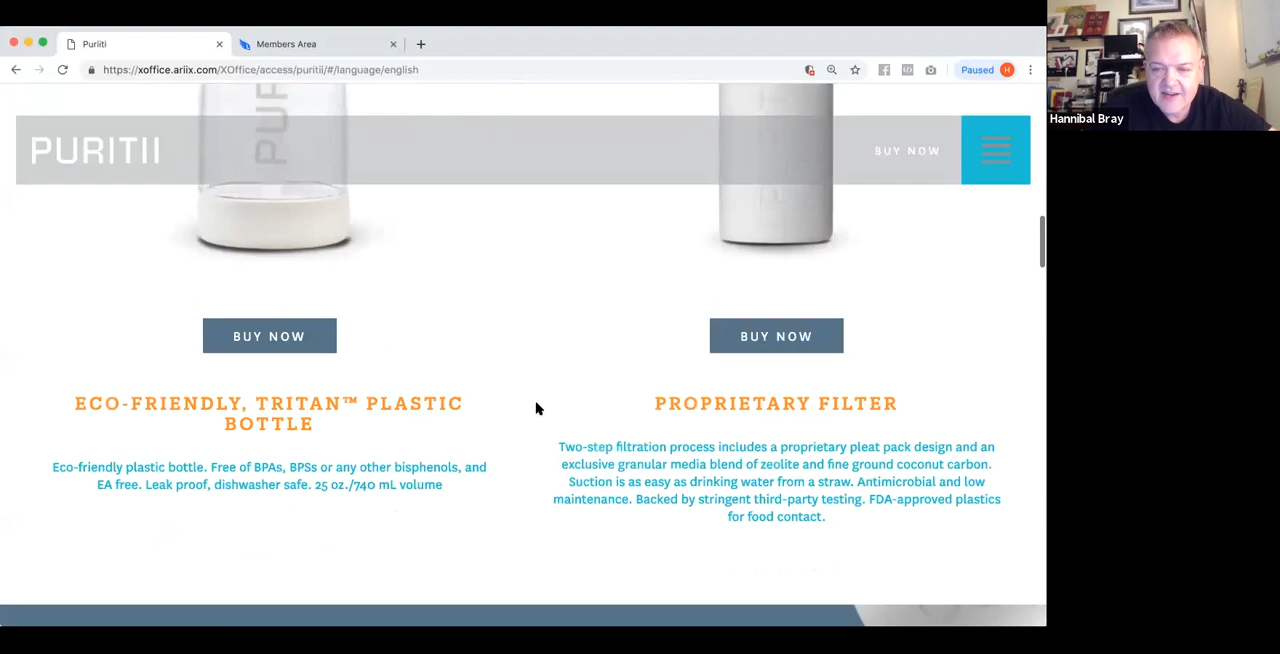 Puriti
Members Area
https://xoffice.ariix.com/XOffice/access/puritii/#/language/english
Paused
H
Hannibal Bray
PUR
PURITII
BUY NOW
BUY NOW
BUY NOW
ECO-FRIENDLY, TRITAN™ PLASTIC
BOTTLE
Eco-friendly plastic bottle. Free of BPAs, BPSs or any other bisphenols, and
EA free. Leak proof, dishwasher safe. 25 oz./740 mL volume
PROPRIETARY FILTER
Two-step filtration process includes a proprietary pleat pack design and an
exclusive granular media blend of zeolite and fine ground coconut carbon.
Suction is as easy as drinking water from a straw. Antimicrobial and low
maintenance. Backed by stringent third-party testing. FDA-approved plastics
for food contact.